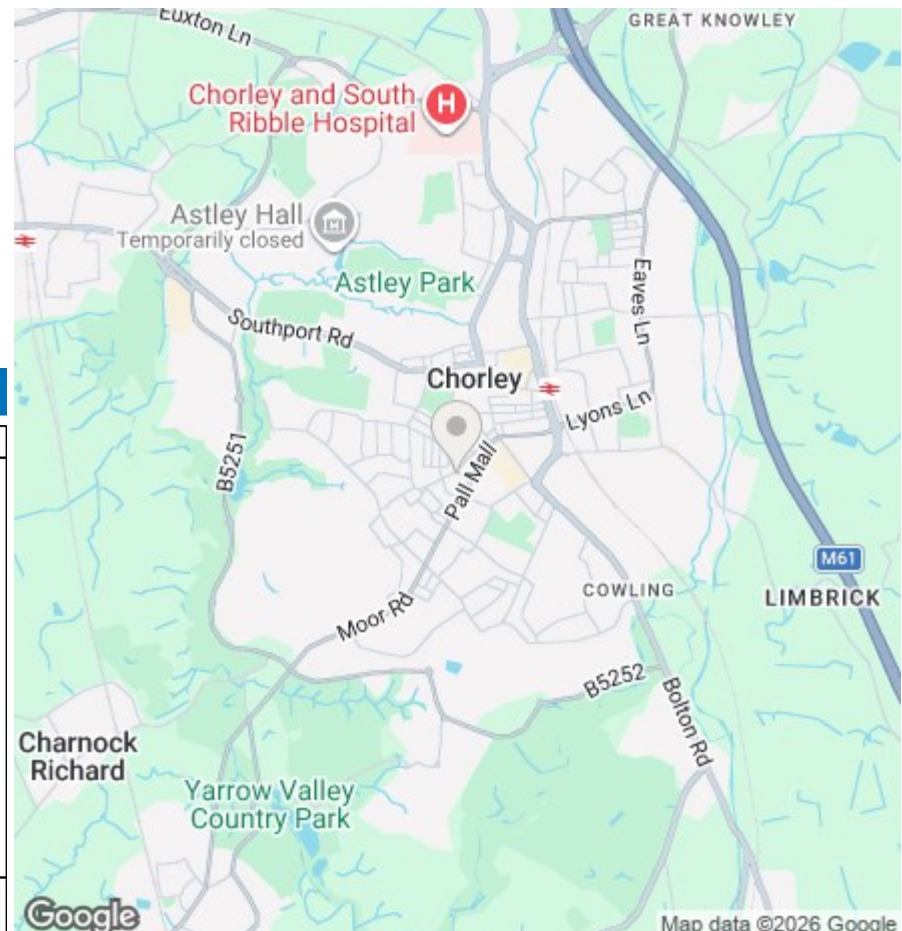 Euxton Ln
GREAT KNOWLEY
Chorley and South
Ribble Hospital
H
Astley Hall
Temporarily closed
Astley Park
Eaves Ln
Southport Rd
Chorley
Lyons Ln
B5251
Pall Mall
M61
COWLING
LIMBRICK
Moor Rd
B5252
Bolton Rd
Charnock
Richard
Yarrow Valley
Country Park
Google
Map data ©2026 Google